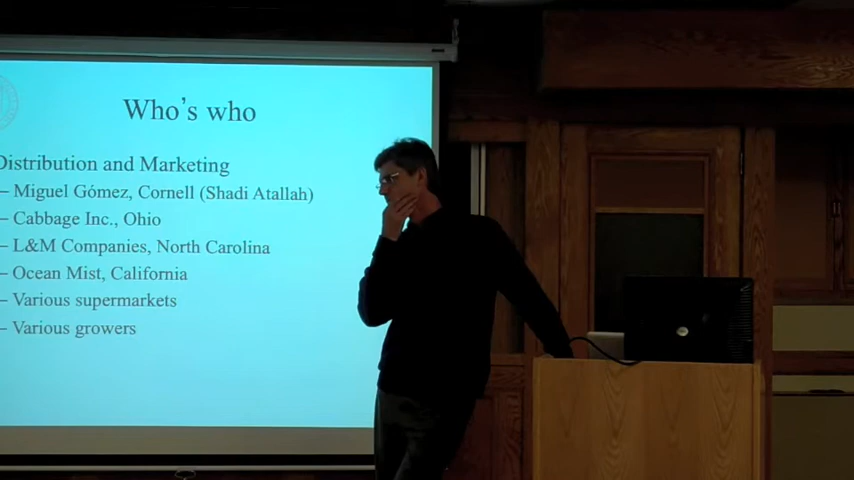 Who's who
Distribution and Marketing
– Miguel Gómez, Cornell (Shadi Atallah)
– Cabbage Inc., Ohio
– L&M Companies, North Carolina
– Ocean Mist, California
– Various supermarkets
– Various growers